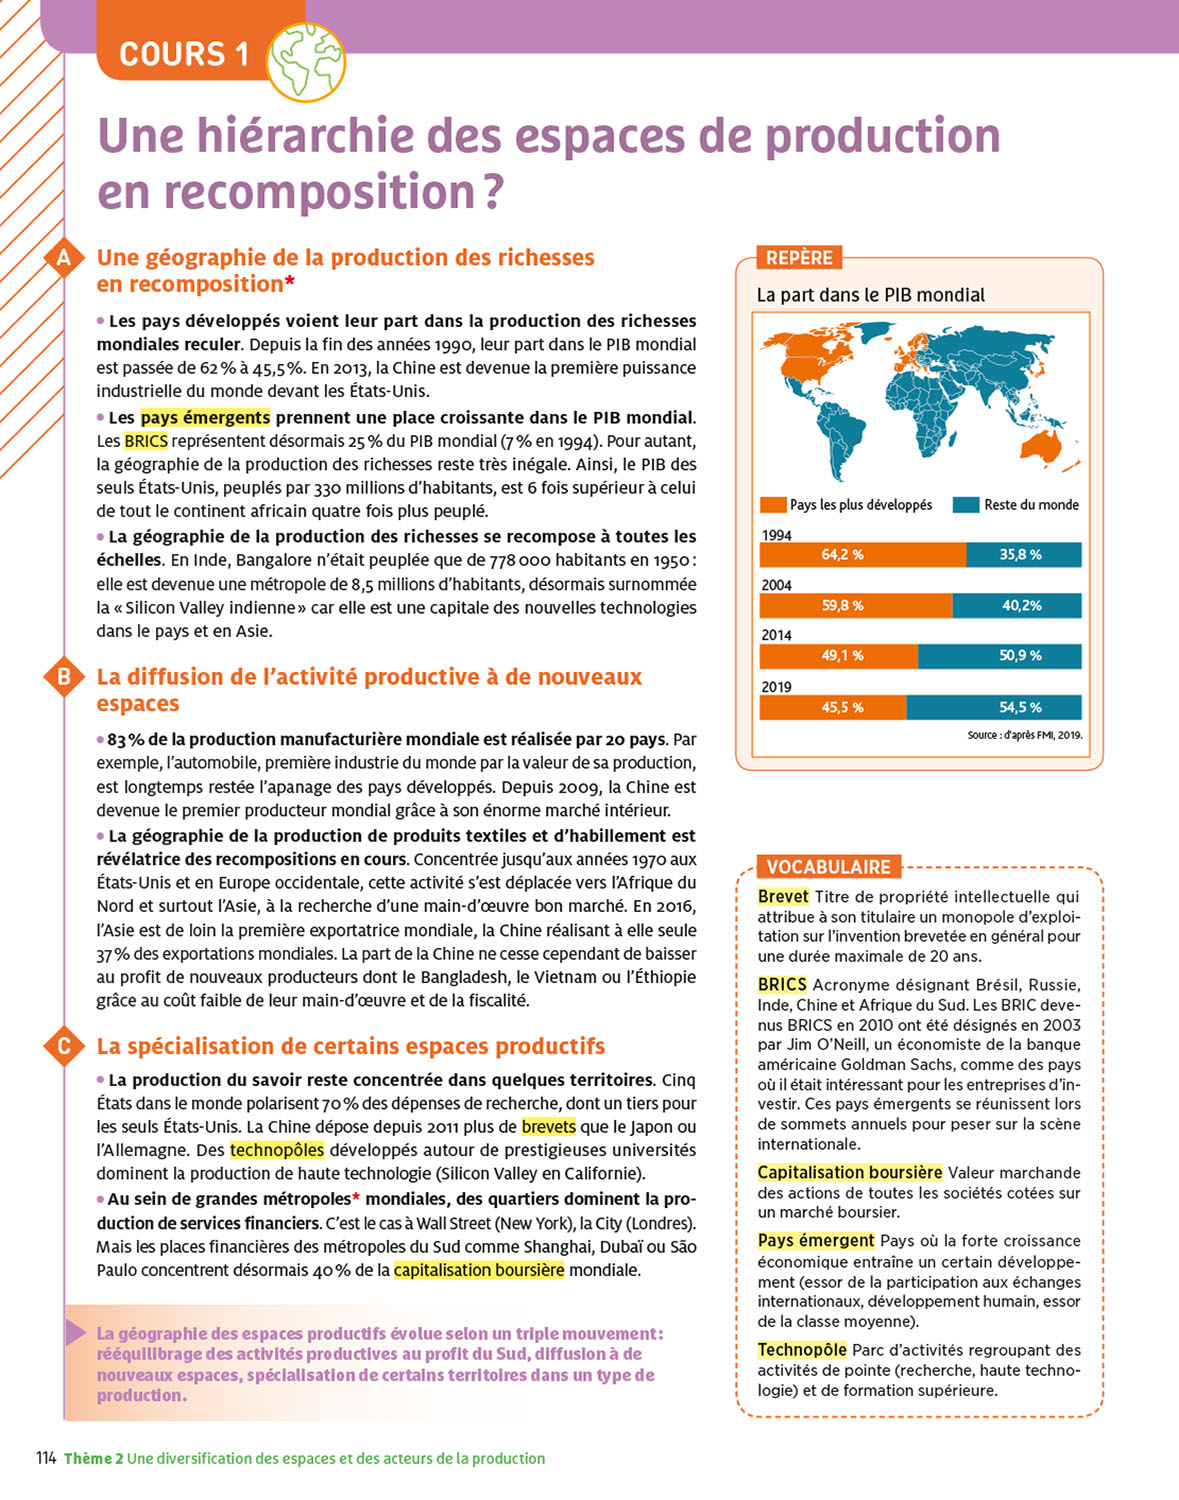 COURS 1
Une hiérarchie des espaces de production
en recomposition ?
A
Une géographie de la production des richesses
en recomposition*
• Les pays développés voient leur part dans la production des richesses
mondiales reculer. Depuis la fin des années 1990, leur part dans le PIB mondial
est passée de 62 % à 45,5 %. En 2013, la Chine est devenue la première puissance
industrielle du monde devant les États-Unis.
• Les pays émergents prennent une place croissante dans le PIB mondial.
Les BRICS représentent désormais 25 % du PIB mondial (7 % en 1994). Pour autant,
la géographie de la production des richesses reste très inégale. Ainsi, le PIB des
seuls États-Unis, peuplés par 330 millions d'habitants, est 6 fois supérieur à celui
de tout le continent africain quatre fois plus peuplé.
• La géographie de la production des richesses se recompose à toutes les
échelles. En Inde, Bangalore n'était peuplée que de 778 000 habitants en 1950 :
elle est devenue une métropole de 8,5 millions d'habitants, désormais surnommée
la « Silicon Valley indienne » car elle est une capitale des nouvelles technologies
dans le pays et en Asie.
B
La diffusion de l'activité productive à de nouveaux
espaces
• 83 % de la production manufacturière mondiale est réalisée par 20 pays. Par
exemple, l'automobile, première industrie du monde par la valeur de sa production,
est longtemps restée l'apanage des pays développés. Depuis 2009, la Chine est
devenue le premier producteur mondial grâce à son énorme marché intérieur.
• La géographie de la production de produits textiles et d'habillement est
révélatrice des recompositions en cours. Concentrée jusqu'aux années 1970 aux
États-Unis et en Europe occidentale, cette activité s'est déplacée vers l'Afrique du
Nord et surtout l'Asie, à la recherche d'une main-d'œuvre bon marché. En 2016,
l'Asie est de loin la première exportatrice mondiale, la Chine réalisant à elle seule
37 % des exportations mondiales. La part de la Chine ne cesse cependant de baisser
au profit de nouveaux producteurs dont le Bangladesh, le Vietnam ou l'Éthiopie
grâce au coût faible de leur main-d'œuvre et de la fiscalité.
C
La spécialisation de certains espaces productifs
• La production du savoir reste concentrée dans quelques territoires. Cinq
États dans le monde polarisent 70 % des dépenses de recherche, dont un tiers pour
les seuls États-Unis. La Chine dépose depuis 2011 plus de brevets que le Japon ou
l'Allemagne. Des technopôles développés autour de prestigieuses universités
dominent la production de haute technologie (Silicon Valley en Californie).
• Au sein de grandes métropoles* mondiales, des quartiers dominent la pro-
duction de services financiers. C'est le cas à Wall Street (New York), la City (Londres).
Mais les places financières des métropoles du Sud comme Shanghai, Dubaï ou São
Paulo concentrent désormais 40 % de la capitalisation boursière mondiale.
La géographie des espaces productifs évolue selon un triple mouvement :
rééquilibrage des activités productives au profit du Sud, diffusion à de
nouveaux espaces, spécialisation de certains territoires dans un type de
production.
REPÈRE
La part dans le PIB mondial
Pays les plus développés
Reste du monde
1994
64,2 % 35,8 %
2004
59,8 % 40,2%
2014
49,1 % 50,9 %
2019
45,5 % 54,5 %
Source : d'après FMI, 2019.
VOCABULAIRE
Brevet Titre de propriété intellectuelle qui
attribue à son titulaire un monopole d'exploi-
tation sur l'invention brevetée en général pour
une durée maximale de 20 ans.
BRICS Acronyme désignant Brésil, Russie,
Inde, Chine et Afrique du Sud. Les BRIC deve-
nus BRICS en 2010 ont été désignés en 2003
par Jim O'Neill, un économiste de la banque
américaine Goldman Sachs, comme des pays
où il était intéressant pour les entreprises d'in-
vestir. Ces pays émergents se réunissent lors
de sommets annuels pour peser sur la scène
internationale.
Capitalisation boursière Valeur marchande
des actions de toutes les sociétés cotées sur
un marché boursier.
Pays émergent Pays où la forte croissance
économique entraîne un certain développe-
ment (essor de la participation aux échanges
internationaux, développement humain, essor
de la classe moyenne).
Technopôle Parc d'activités regroupant des
activités de pointe (recherche, haute techno-
logie) et de formation supérieure.
114 Thème 2 Une diversification des espaces et des acteurs de la production